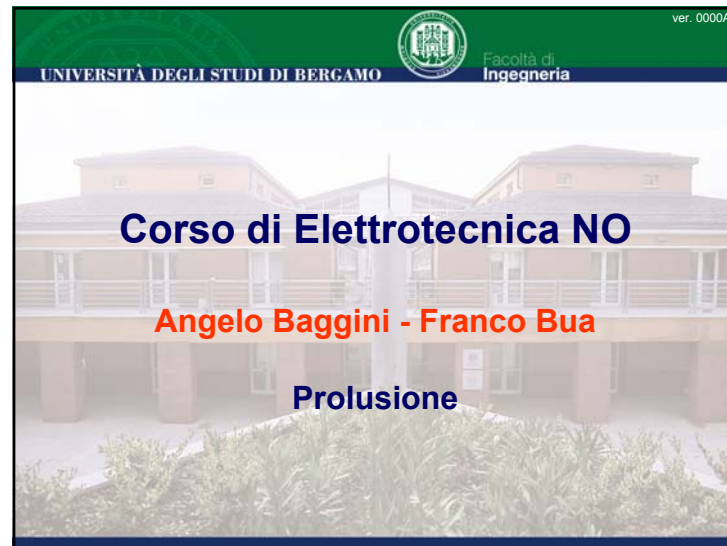 ver. 0000A
Facoltà di
UNIVERSITÀ DEGLI STUDI DI BERGAMO
Ingegneria
Corso di Elettrotecnica NO
Angelo Baggini - Franco Bua
Prolusione